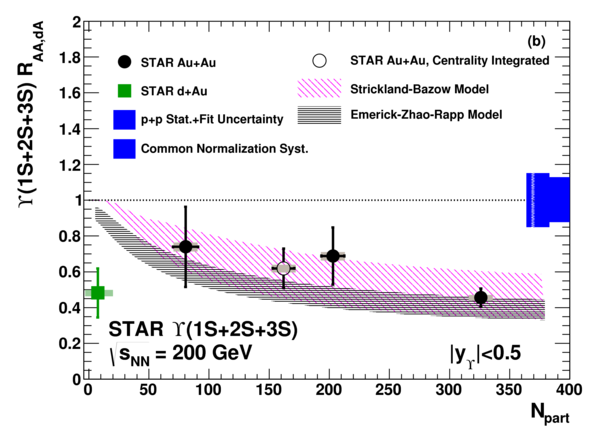 (b)
STAR Au+Au
STAR Au+Au, Centrality Integrated
STAR d+Au
Strickland-Bazow Model
p+p Stat.+Fit Uncertainty
Emerick-Zhao-Rapp Model
Common Normalization Syst.
ϒ(1S+2S+3S) R_AA,dA
2
1.8
1.6
1.4
1.2
1
0.8
0.6
0.4
0.2
0
STAR ϒ(1S+2S+3S)
√s_NN = 200 GeV
|y_ϒ|<0.5
0 50 100 150 200 250 300 350 400
N_part